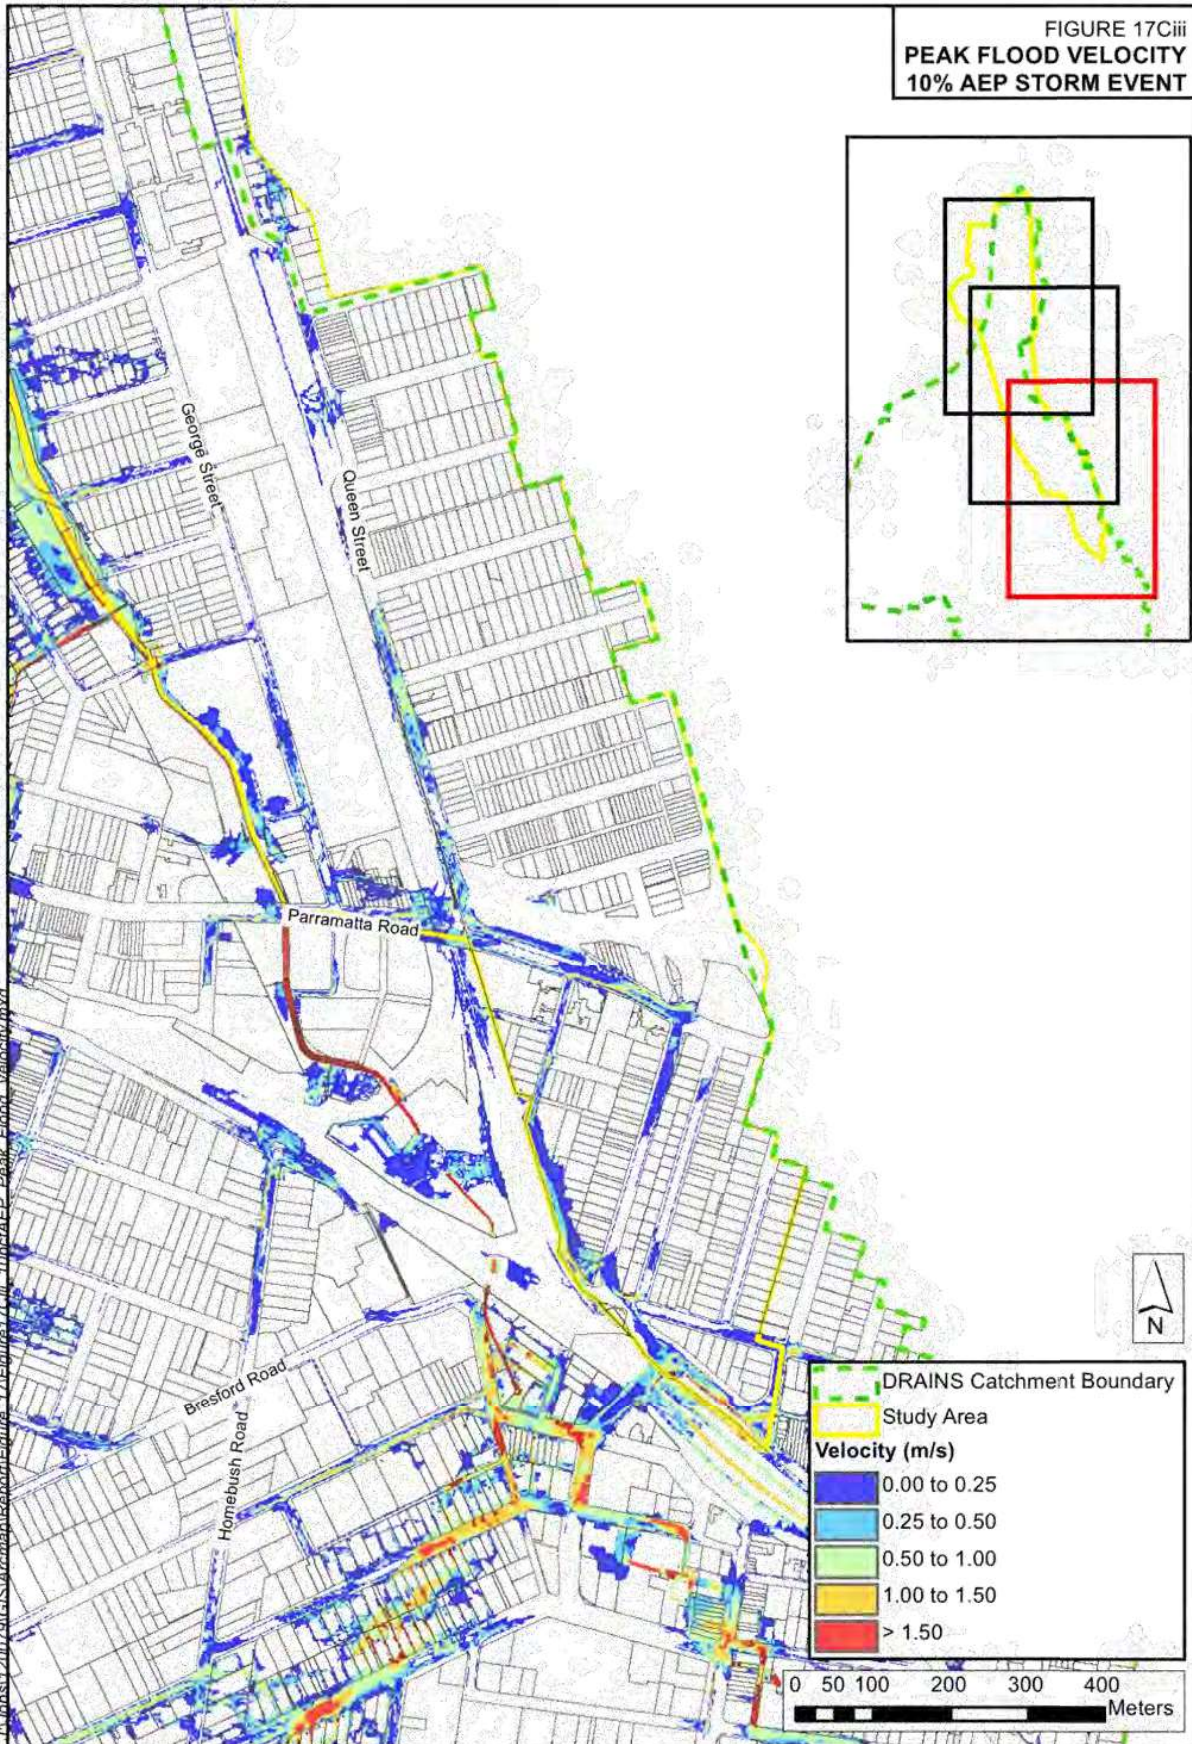 FIGURE 17Ciii
PEAK FLOOD VELOCITY
10% AEP STORM EVENT
George Street
Queen Street
Parramatta Road
Bresford Road
Homebush Road
N
DRAINS Catchment Boundary
Study Area
Velocity (m/s)
0.00 to 0.25
0.25 to 0.50
0.50 to 1.00
1.00 to 1.50
> 1.50
0 50 100 200 300 400
Meters